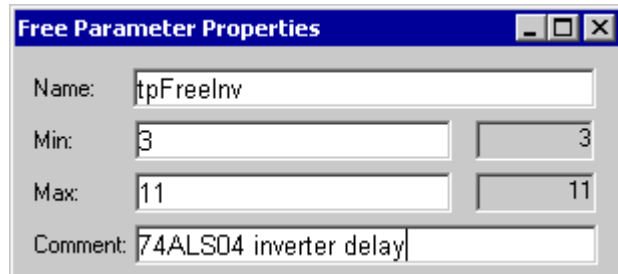 Free Parameter Properties
Name: tpFreeInv
Min: 3 3
Max: 11 11
Comment: 74ALS04 inverter delay